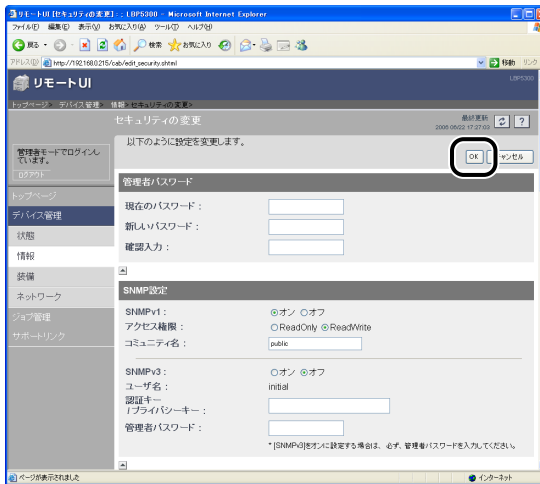 リモートUI [セキュリティの変更] : ; LBP5300 - Microsoft Internet Explorer
ファイル(F) 編集(E) 表示(V) お気に入り(A) ツール(T) ヘルプ(H)
戻る 検索 お気に入り
アドレス(D) http://192.168.0.215/cab/edit_security.shtml 移動 リンク
リモートUI
LBP5300
トップページ> デバイス管理> 情報> セキュリティの変更>
セキュリティの変更
最終更新
2006 06/22 17:27:03
?
管理者モードでログインしています。
ログアウト
トップページ
デバイス管理
状態
情報
装備
ネットワーク
ジョブ管理
サポートリンク
以下のように設定を変更します。
OK キャンセル
管理者パスワード
現在のパスワード:
新しいパスワード:
確認入力:
SNMP設定
SNMPv1: オン オフ
アクセス権限: ReadOnly ReadWrite
コミュニティ名: public
SNMPv3: オン オフ
ユーザ名: initial
認証キー
/プライバシーキー:
管理者パスワード:
* [SNMPv3]をオンに設定する場合は、必ず、管理者パスワードを入力してください。
ページが表示されました インターネット